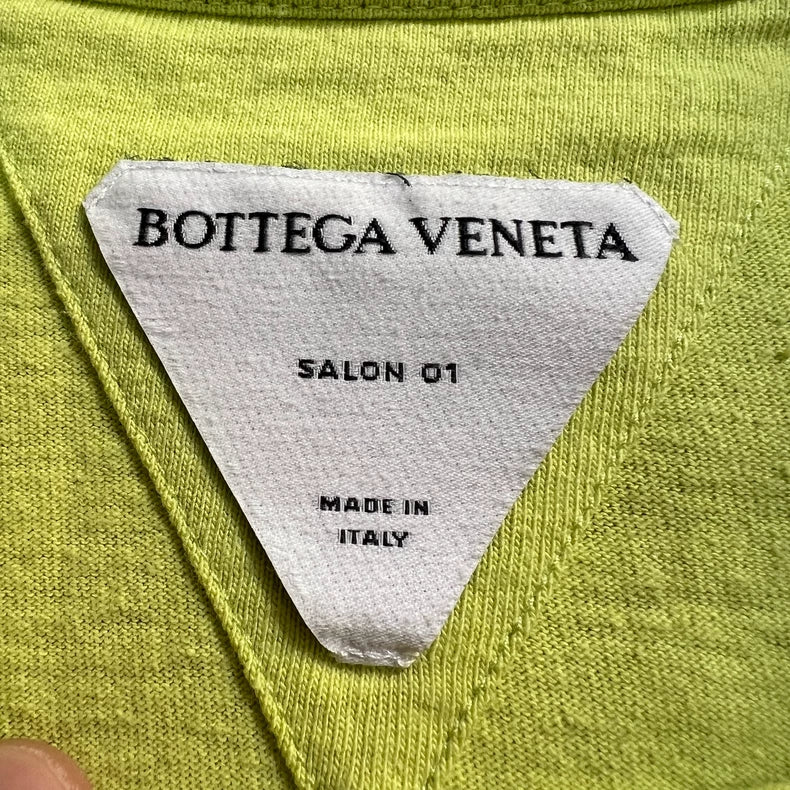 BOTTEGA VENETA
SALON 01
MADE IN
ITALY